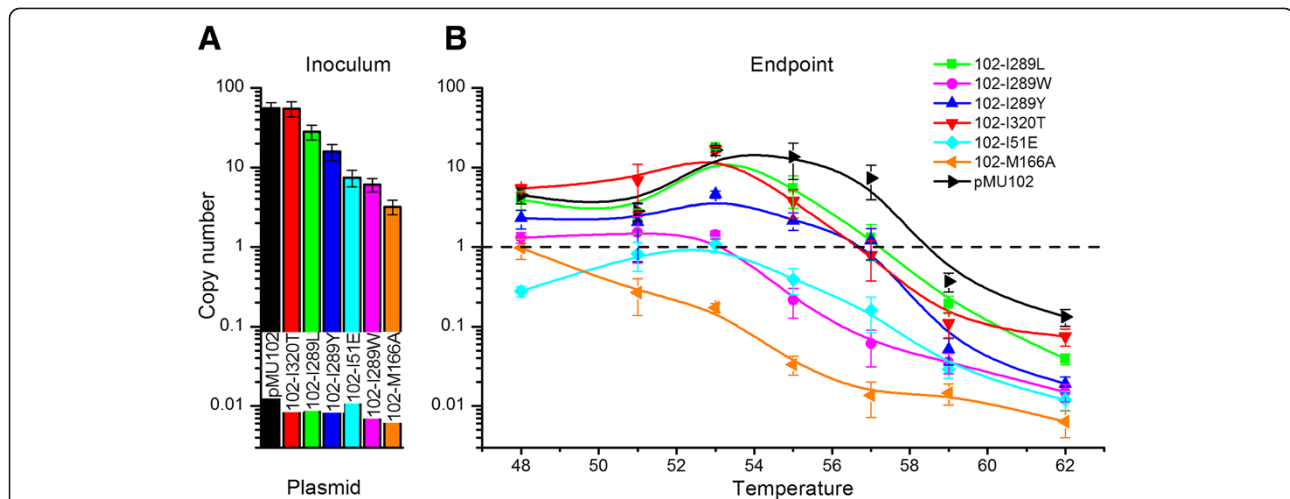 A
Inoculum
Copy number
100
10
1
0.1
0.01
pMU102
102-I320T
102-I289L
102-I289Y
102-I51E
102-I289W
102-M166A
Plasmid
B
Endpoint
102-I289L
102-I289W
102-I289Y
102-I320T
102-I51E
102-M166A
pMU102
100
10
1
0.1
0.01
48 50 52 54 56 58 60 62
Temperature